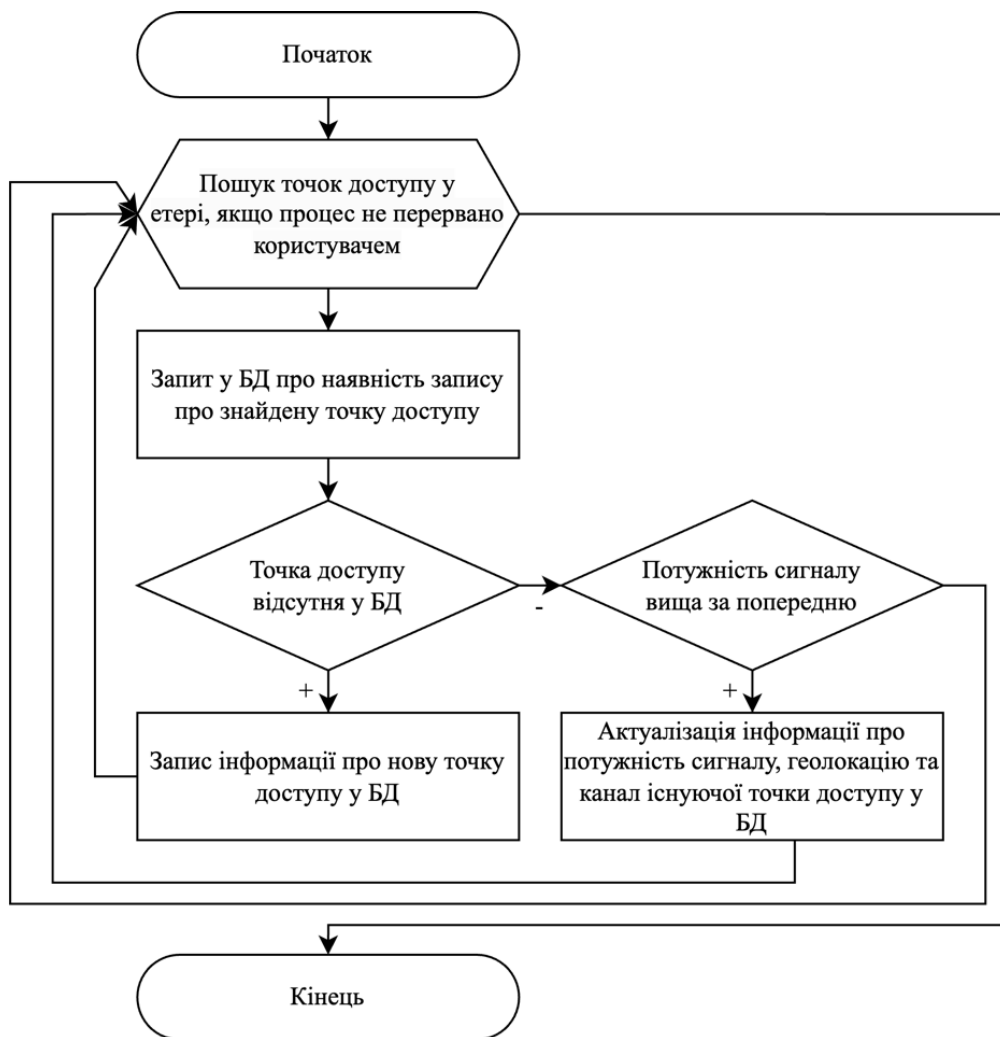 Початок
Пошук точок доступу у
етері, якщо процес не перервано
користувачем
Запит у БД про наявність запису
про знайдену точку доступу
Точка доступу
відсутня у БД
-
Потужність сигналу
вища за попередню
+
+
Запис інформації про нову точку
доступу у БД
Актуалізація інформації про
потужність сигналу, геолокацію та
канал існуючої точки доступу у
БД
Кінець